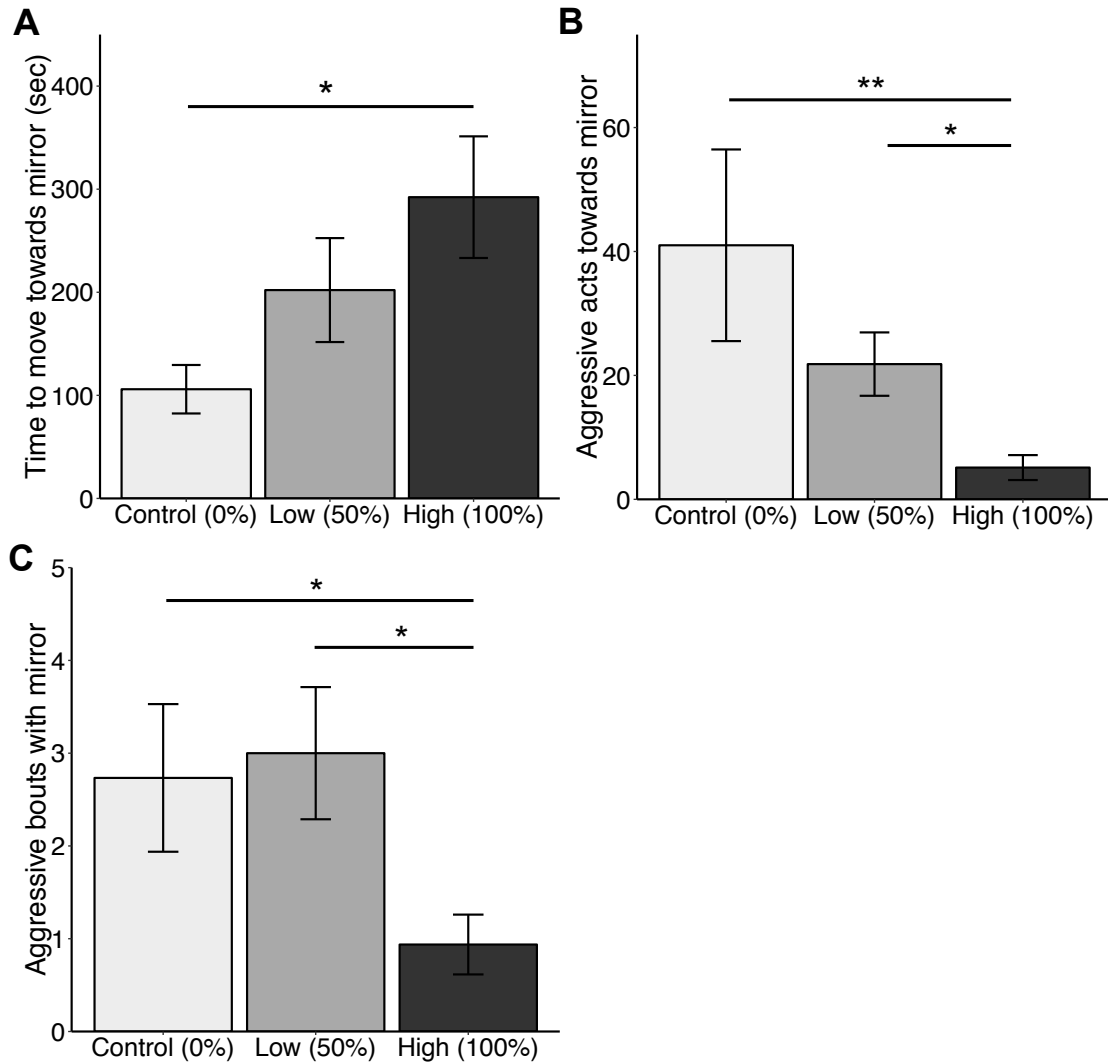 A
Time to move towards mirror (sec)
400
300
200
100
0
*
Control (0%) Low (50%) High (100%)
B
Aggressive acts towards mirror
60
40
20
0
**
*
Control (0%) Low (50%) High (100%)
C
Aggressive bouts with mirror
5
4
3
2
1
0
*
*
Control (0%) Low (50%) High (100%)